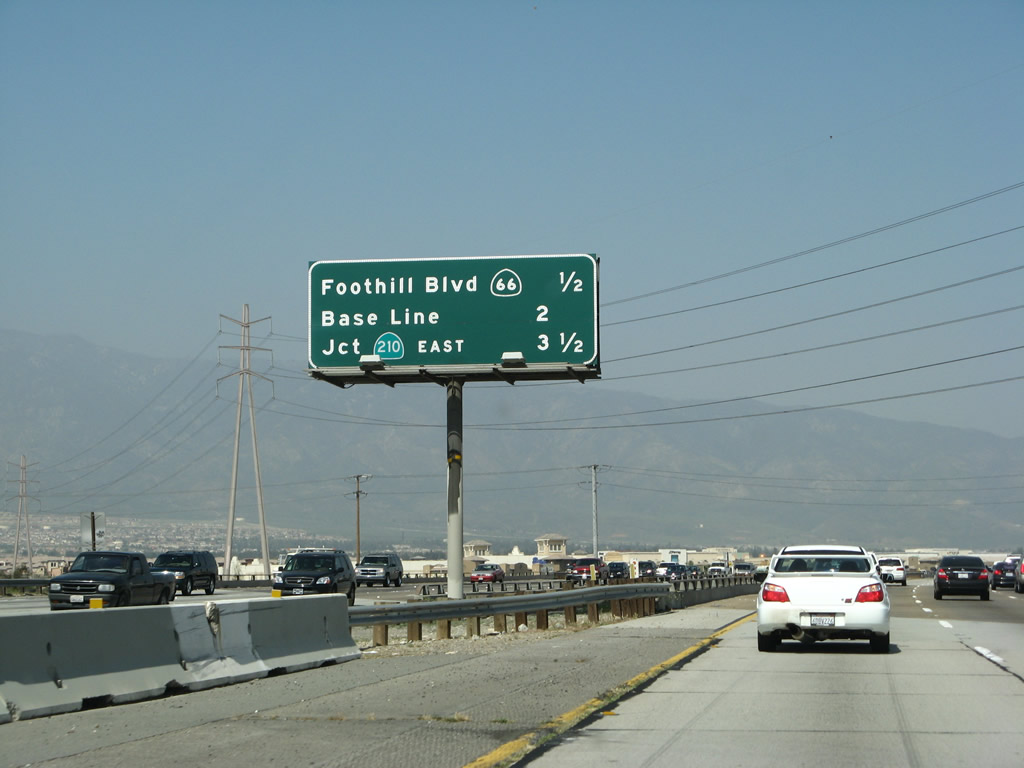 Foothill Blvd 66 ½
Base Line 2
Jct 210 EAST 3 ½